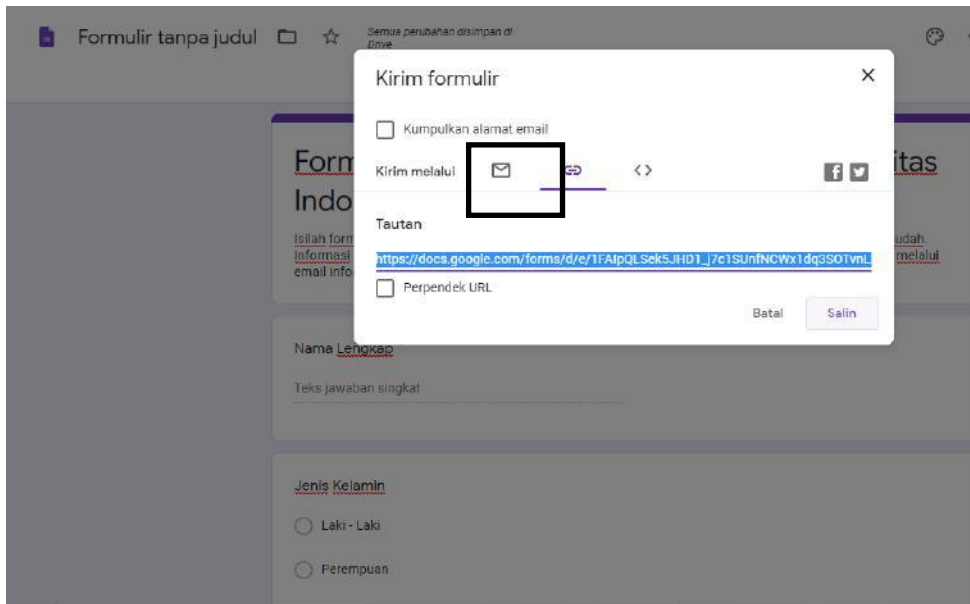 Formulir tanpa judul
Semua perubahan disimpan di
Drive
Kirim formulir
Kumpulkan alamat email
Kirim melalui
Tautan
https://docs.google.com/forms/d/e/1FAIpQLSek5JHD1_j7c1SUnfNCWx1dq3SOTvnL
Perpendek URL
Batal
Salin
Form
itas
Indo
Isilah form
udah.
Informasi
melalui
email info
Nama Lengkap
Teks jawaban singkat
Jenis Kelamin
Laki - Laki
Perempuan